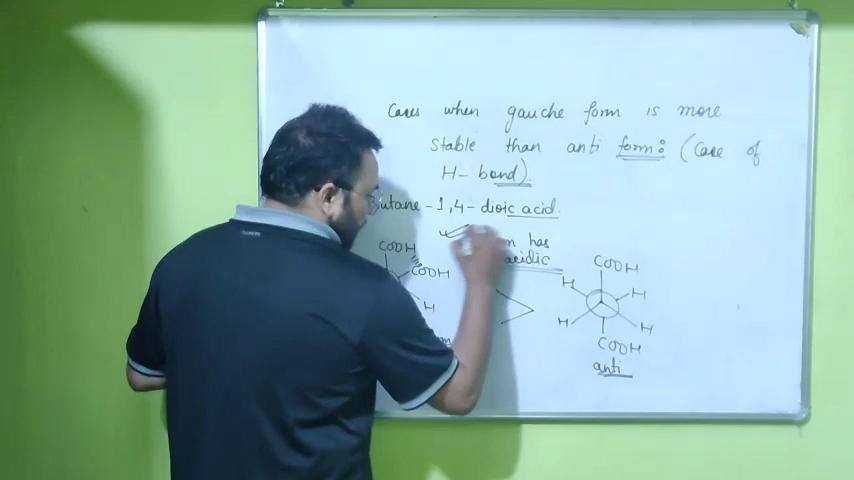 Cases when gauche form is more
stable than anti form: (Case of
H-bond).
Butane-1,4-dioic acid.
has
acidic
COOH
COOH
H
COOH
H
H
H
H
COOH
anti